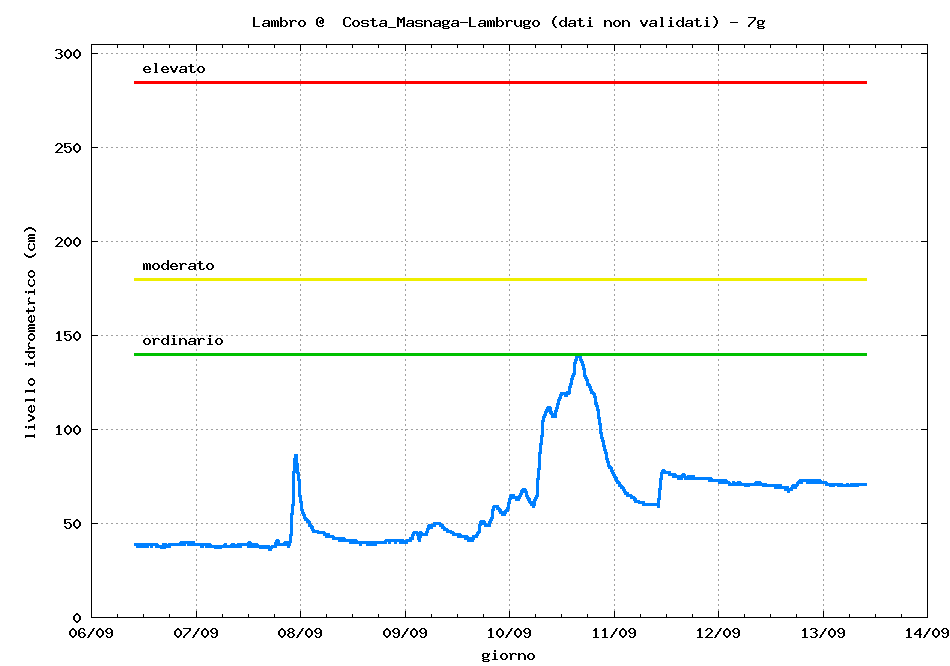 Lambro @  Costa_Masnaga-Lambrugo (dati non validati) - 7g
300
elevato
250
200
moderato
150
ordinario
100
50
0
livello idrometrico (cm)
06/09 07/09 08/09 09/09 10/09 11/09 12/09 13/09 14/09
giorno